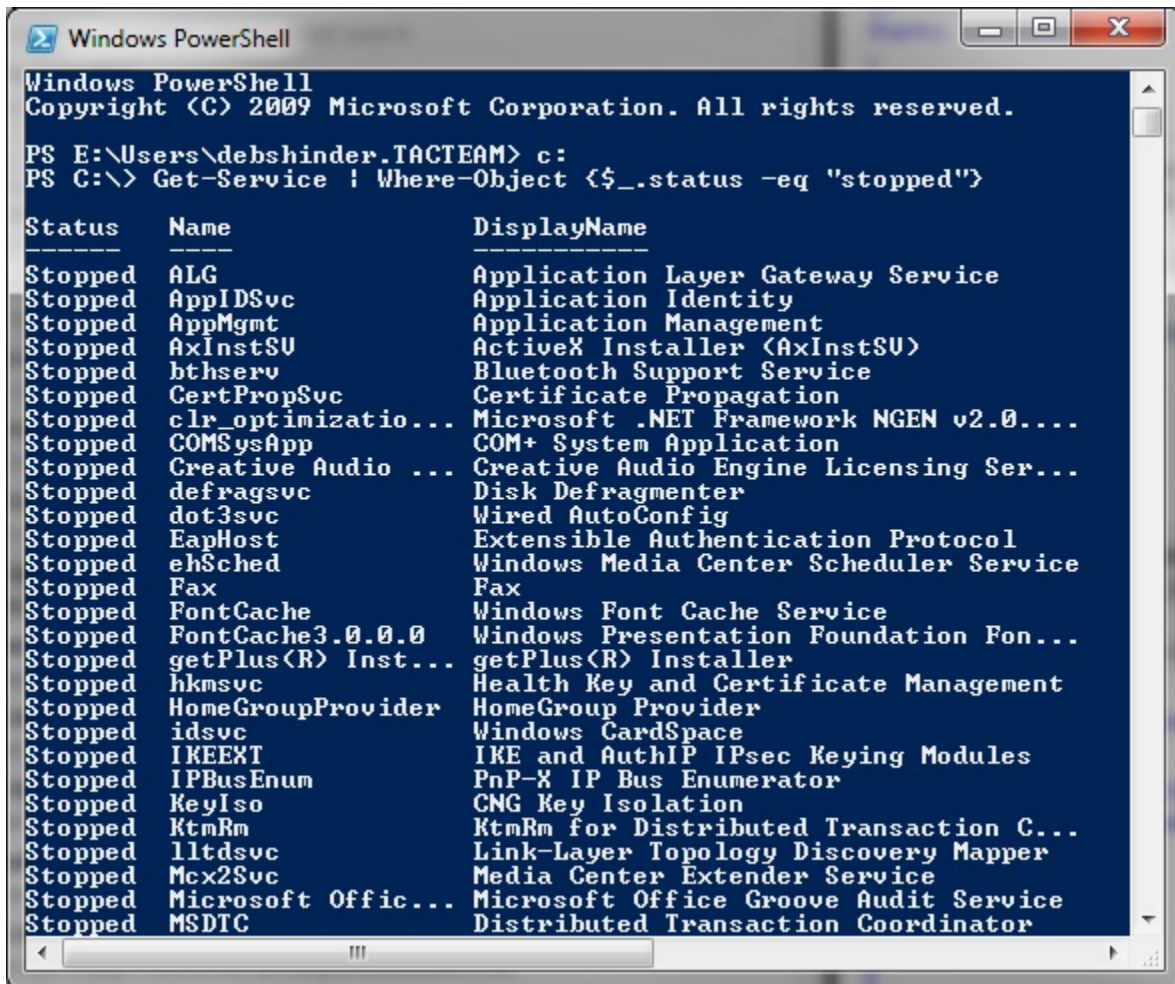 Windows PowerShell
Windows PowerShell
Copyright (C) 2009 Microsoft Corporation. All rights reserved.
PS E:\Users\debshinder.TACTEAM> c:
PS C:\> Get-Service | Where-Object {$_.status -eq "stopped"}
Status Name DisplayName
------ ---- -----------
Stopped ALG Application Layer Gateway Service
Stopped AppIDSvc Application Identity
Stopped AppMgmt Application Management
Stopped AxInstSV ActiveX Installer (AxInstSV)
Stopped bthserv Bluetooth Support Service
Stopped CertPropSvc Certificate Propagation
Stopped clr_optimizatio... Microsoft .NET Framework NGEN v2.0....
Stopped COMSysApp COM+ System Application
Stopped Creative Audio ... Creative Audio Engine Licensing Ser...
Stopped defragsvc Disk Defragmenter
Stopped dot3svc Wired AutoConfig
Stopped EapHost Extensible Authentication Protocol
Stopped ehSched Windows Media Center Scheduler Service
Stopped Fax Fax
Stopped FontCache Windows Font Cache Service
Stopped FontCache3.0.0.0 Windows Presentation Foundation Fon...
Stopped getPlus(R) Inst... getPlus(R) Installer
Stopped hkmsvc Health Key and Certificate Management
Stopped HomeGroupProvider HomeGroup Provider
Stopped idsvc Windows CardSpace
Stopped IKEEXT IKE and AuthIP IPsec Keying Modules
Stopped IPBusEnum PnP-X IP Bus Enumerator
Stopped KeyIso CNG Key Isolation
Stopped KtmRm KtmRm for Distributed Transaction C...
Stopped lltdsvc Link-Layer Topology Discovery Mapper
Stopped Mcx2Svc Media Center Extender Service
Stopped Microsoft Offic... Microsoft Office Groove Audit Service
Stopped MSDTC Distributed Transaction Coordinator